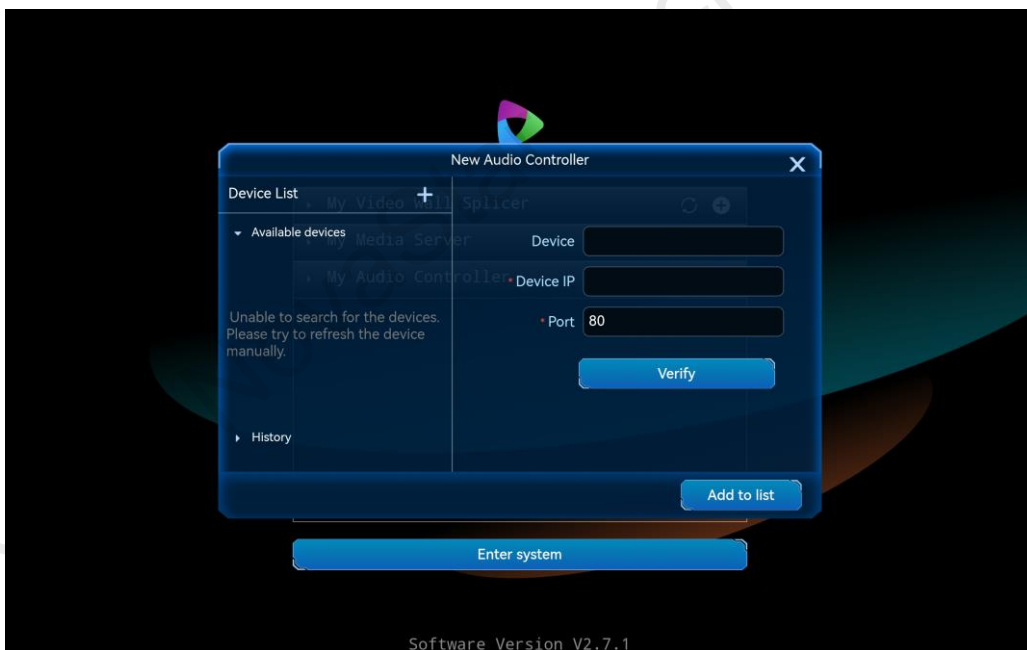 New Audio Controller
X
Device List
+
My Video Wall Splicer
Available devices
My Media Server
Device
My Audio Controller
* Device IP
Unable to search for the devices.
Please try to refresh the device
manually.
* Port
80
Verify
History
Add to list
Enter system
Software Version V2.7.1